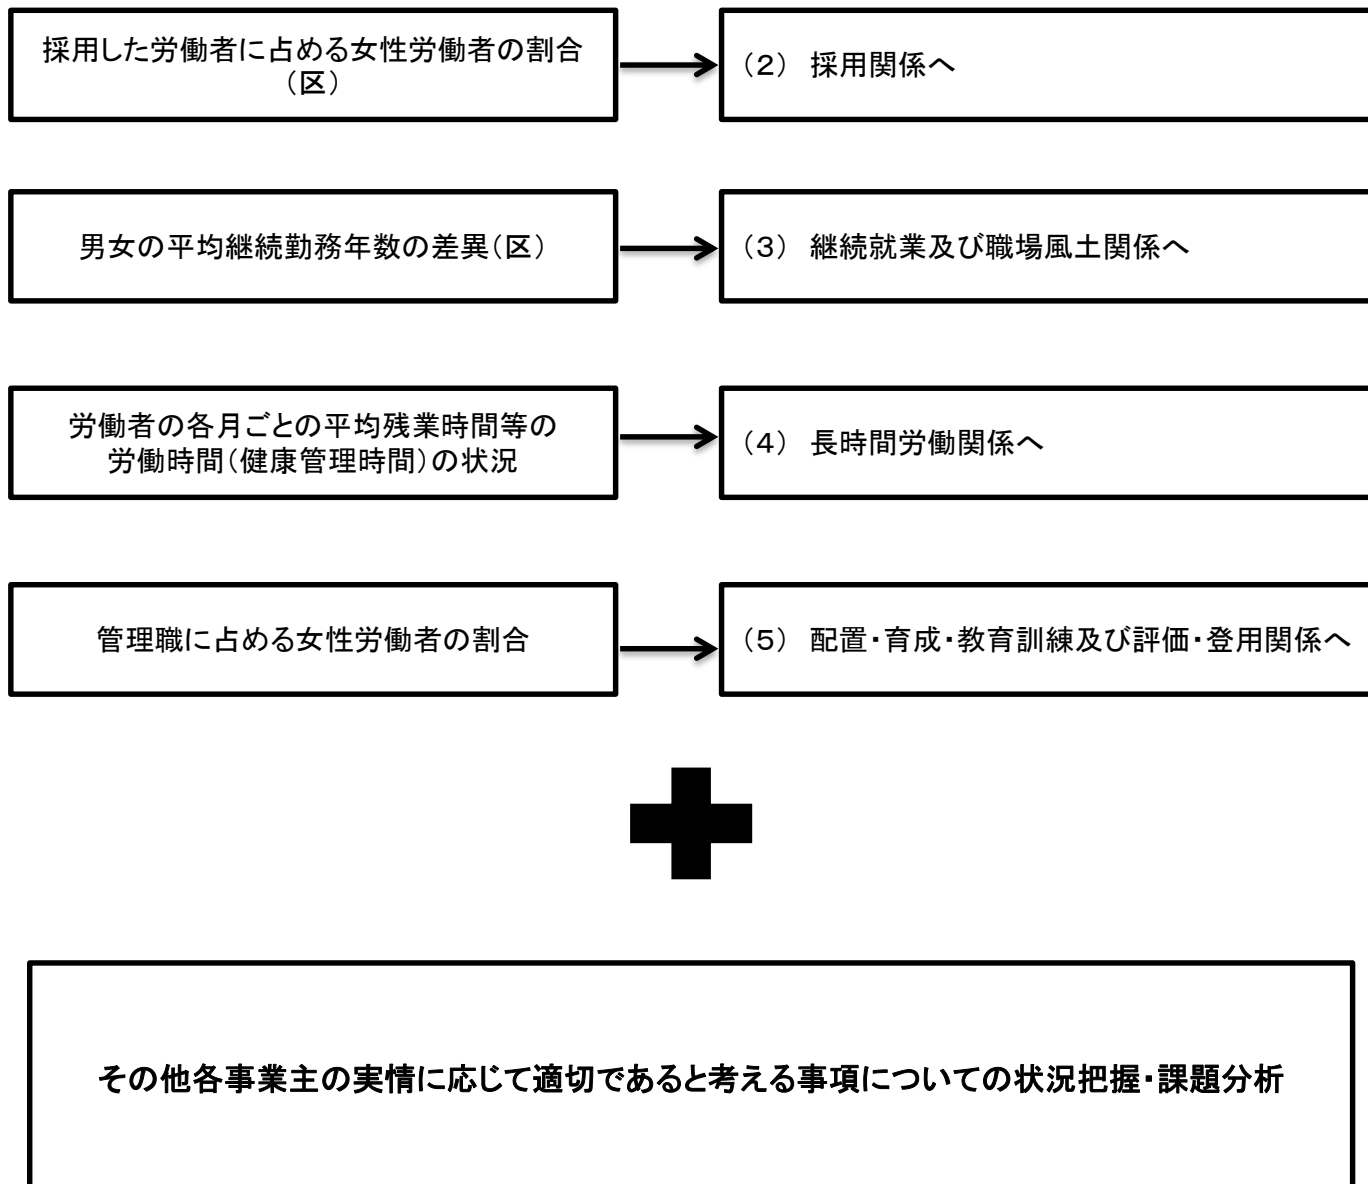 採用した労働者に占める女性労働者の割合
（区）
（２） 採用関係へ
男女の平均継続勤務年数の差異（区）
（３） 継続就業及び職場風土関係へ
労働者の各月ごとの平均残業時間等の
労働時間（健康管理時間）の状況
（４） 長時間労働関係へ
管理職に占める女性労働者の割合
（５） 配置・育成・教育訓練及び評価・登用関係へ
その他各事業主の実情に応じて適切であると考える事項についての状況把握・課題分析